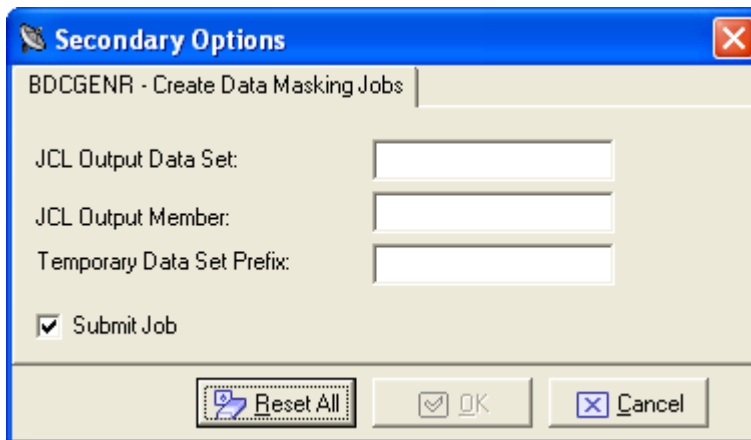 Secondary Options
BDCGENR - Create Data Masking Jobs
JCL Output Data Set:
JCL Output Member:
Temporary Data Set Prefix:
Submit Job
Reset All
OK
Cancel